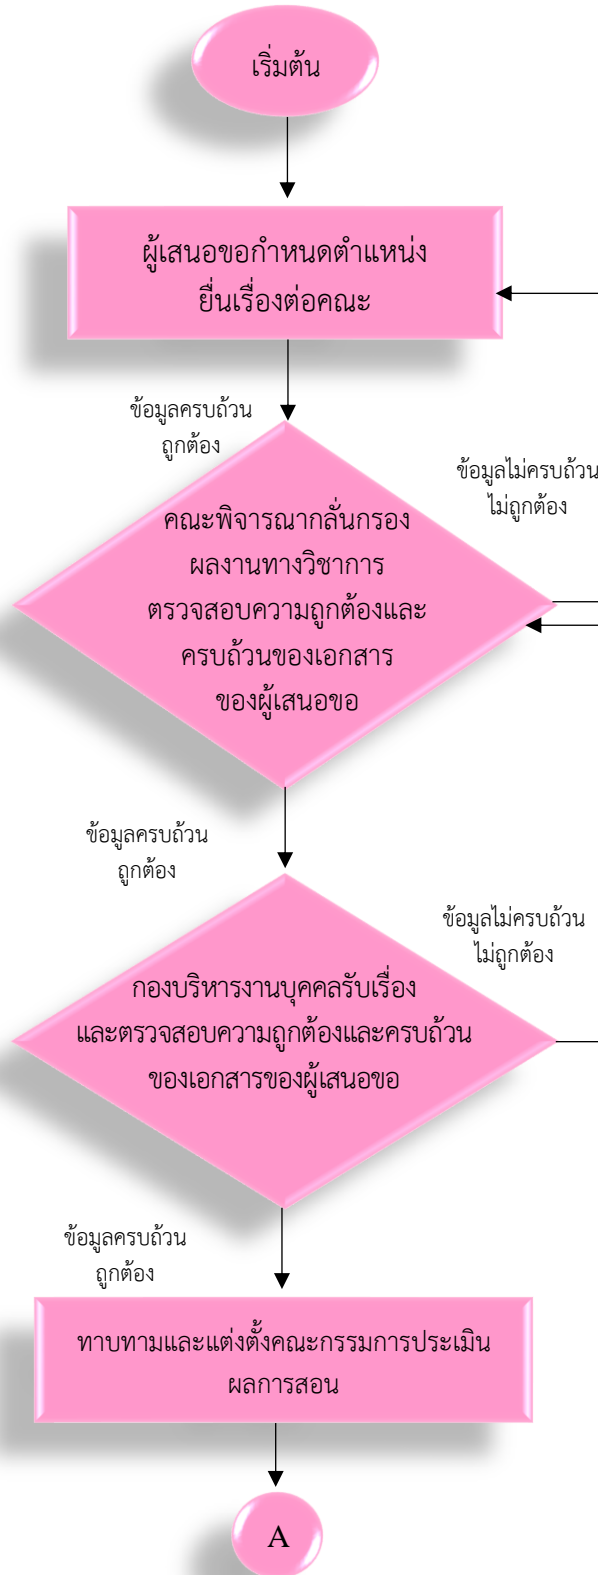 เริ่มต้น
ผู้เสนอขอกำหนดตำแหน่ง
ยื่นเรื่องต่อคณะ
ข้อมูลครบถ้วน
ถูกต้อง
ข้อมูลไม่ครบถ้วน
ไม่ถูกต้อง
คณะพิจารณากลั่นกรอง
ผลงานทางวิชาการ
ตรวจสอบความถูกต้องและ
ครบถ้วนของเอกสาร
ของผู้เสนอขอ
ข้อมูลครบถ้วน
ถูกต้อง
ข้อมูลไม่ครบถ้วน
ไม่ถูกต้อง
กองบริหารงานบุคคลรับเรื่อง
และตรวจสอบความถูกต้องและครบถ้วน
ของเอกสารของผู้เสนอขอ
ข้อมูลครบถ้วน
ถูกต้อง
ทาบทามและแต่งตั้งคณะกรรมการประเมิน
ผลการสอน
A